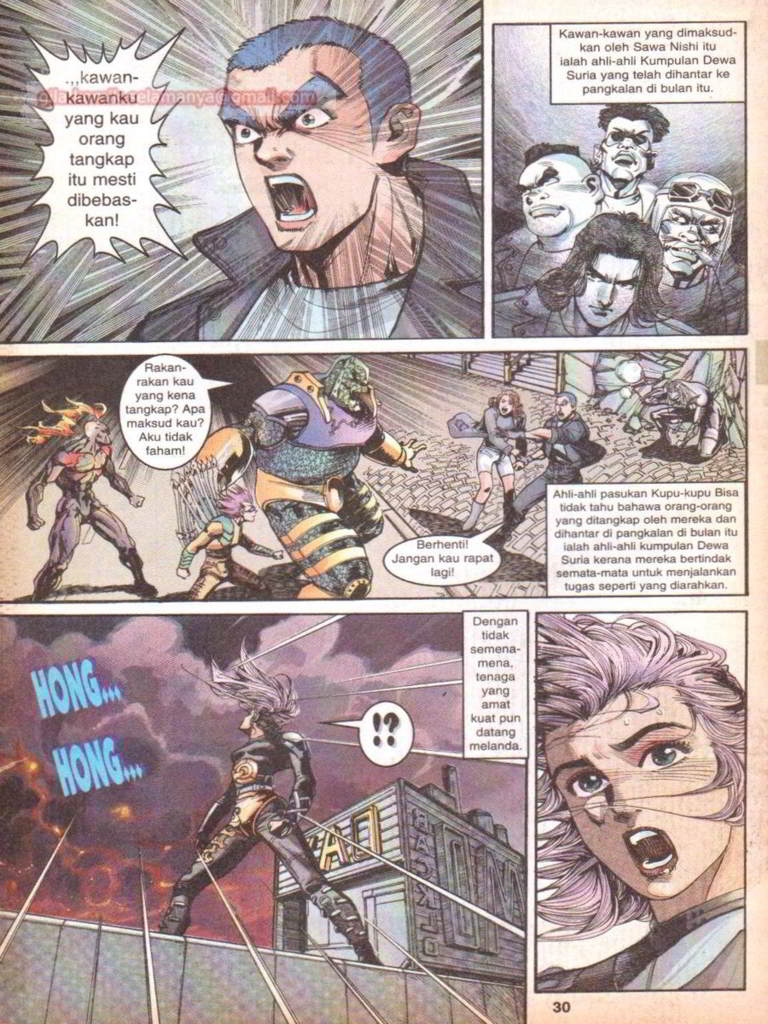 .,,kawan-
kawanku
yang kau
orang
tangkap
itu mesti
dibebas-
kan!
Kawan-kawan yang dimaksud-
kan oleh Sawa Nishi itu
ialah ahli-ahli Kumpulan Dewa
Suria yang telah dihantar ke
pangkalan di bulan itu.
Rakan-
rakan kau
yang kena
tangkap? Apa
maksud kau?
Aku tidak
faham!
Berhenti!
Jangan kau rapat
lagi!
Ahli-ahli pasukan Kupu-kupu Bisa
tidak tahu bahawa orang-orang
yang ditangkap oleh mereka dan
dihantar di pangkalan di bulan itu
ialah ahli-ahli kumpulan Dewa
Suria kerana mereka bertindak
semata-mata untuk menjalankan
tugas seperti yang diarahkan.
HONG...
HONG...
Dengan
tidak
semena-
mena,
tenaga
yang
amat
kuat pun
datang
melanda.
!?
30